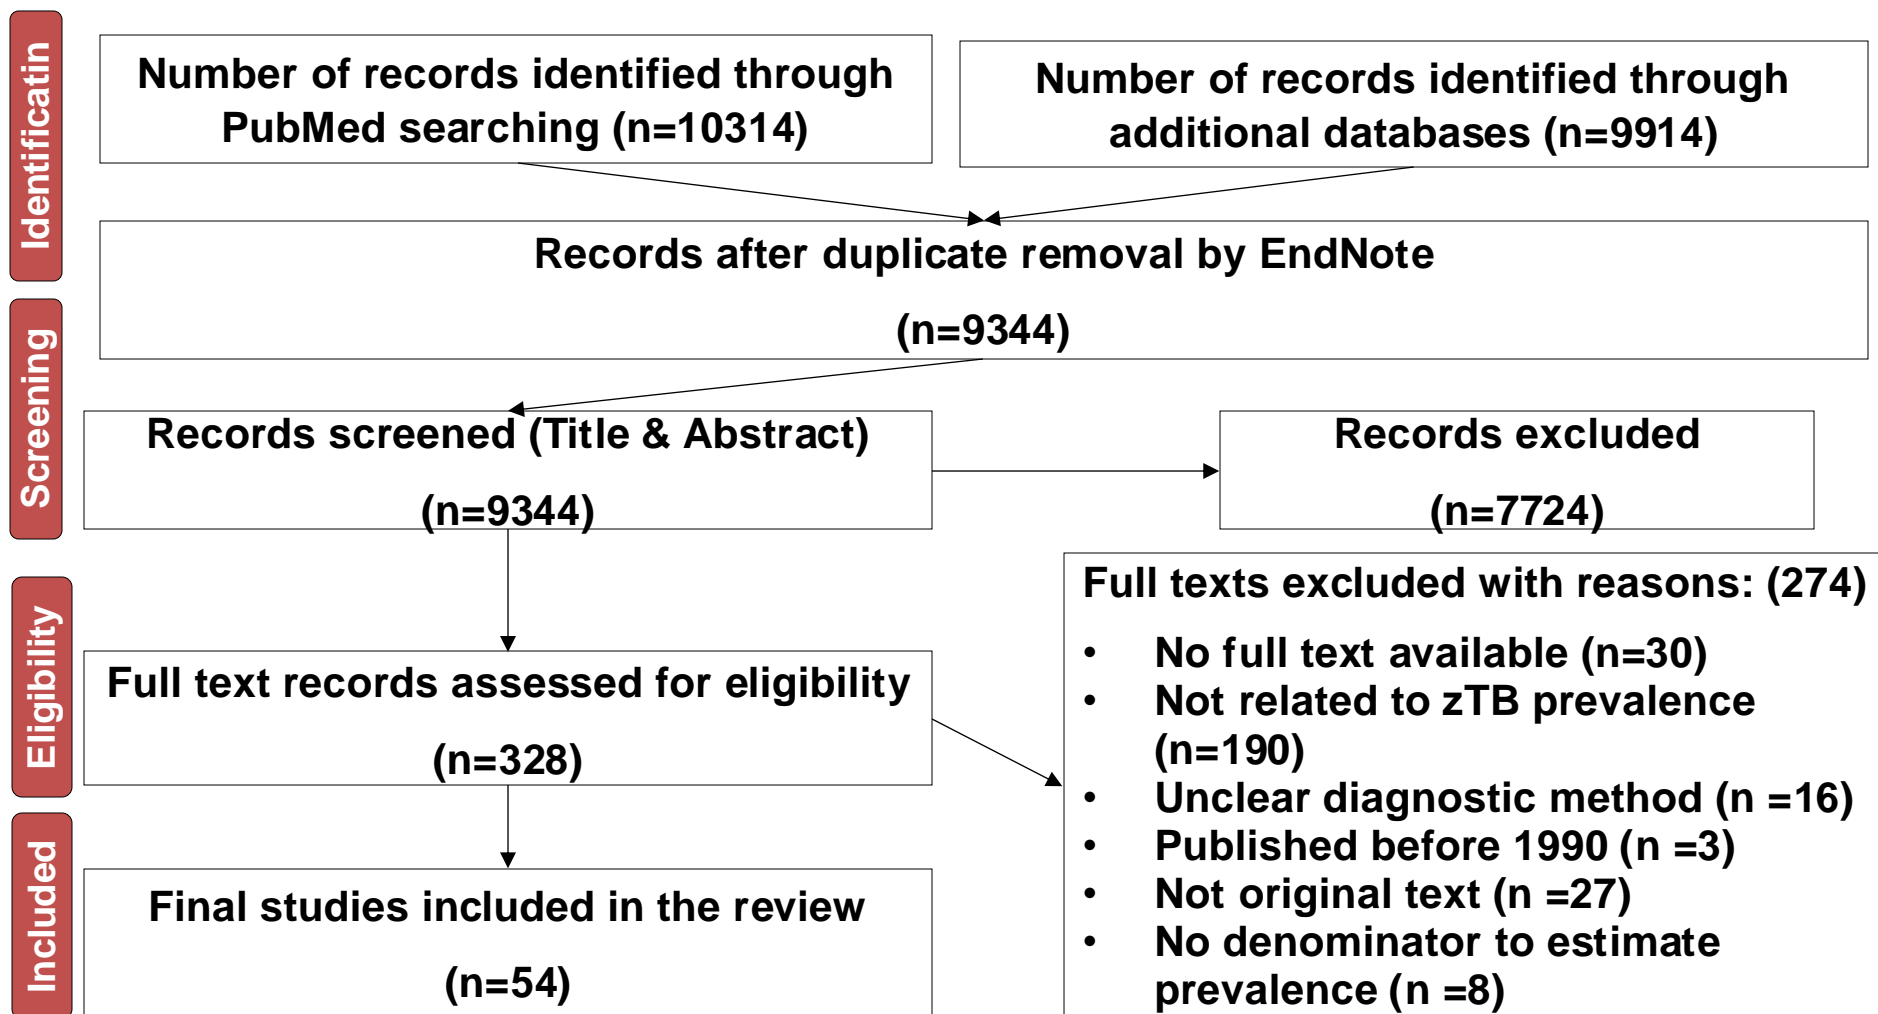 Identificatin
Number of records identified through
PubMed searching (n=10314)
Number of records identified through
additional databases (n=9914)
Records after duplicate removal by EndNote
(n=9344)
Screening
Records screened (Title & Abstract)
(n=9344)
Records excluded
(n=7724)
Eligibility
Full text records assessed for eligibility
(n=328)
Full texts excluded with reasons: (274)
• No full text available (n=30)
• Not related to zTB prevalence
(n=190)
• Unclear diagnostic method (n =16)
• Published before 1990 (n =3)
• Not original text (n =27)
• No denominator to estimate
prevalence (n =8)
Included
Final studies included in the review
(n=54)